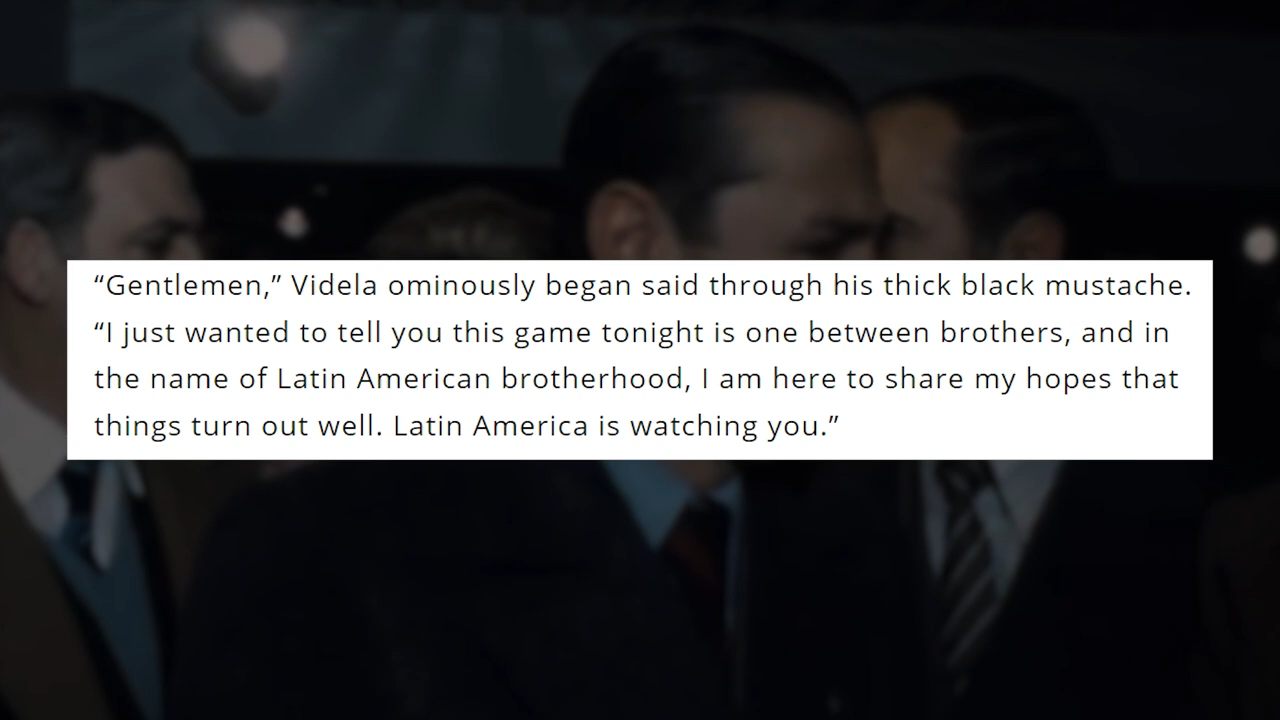 “Gentlemen,” Videla ominously began said through his thick black mustache.
“I just wanted to tell you this game tonight is one between brothers, and in
the name of Latin American brotherhood, I am here to share my hopes that
things turn out well. Latin America is watching you.”